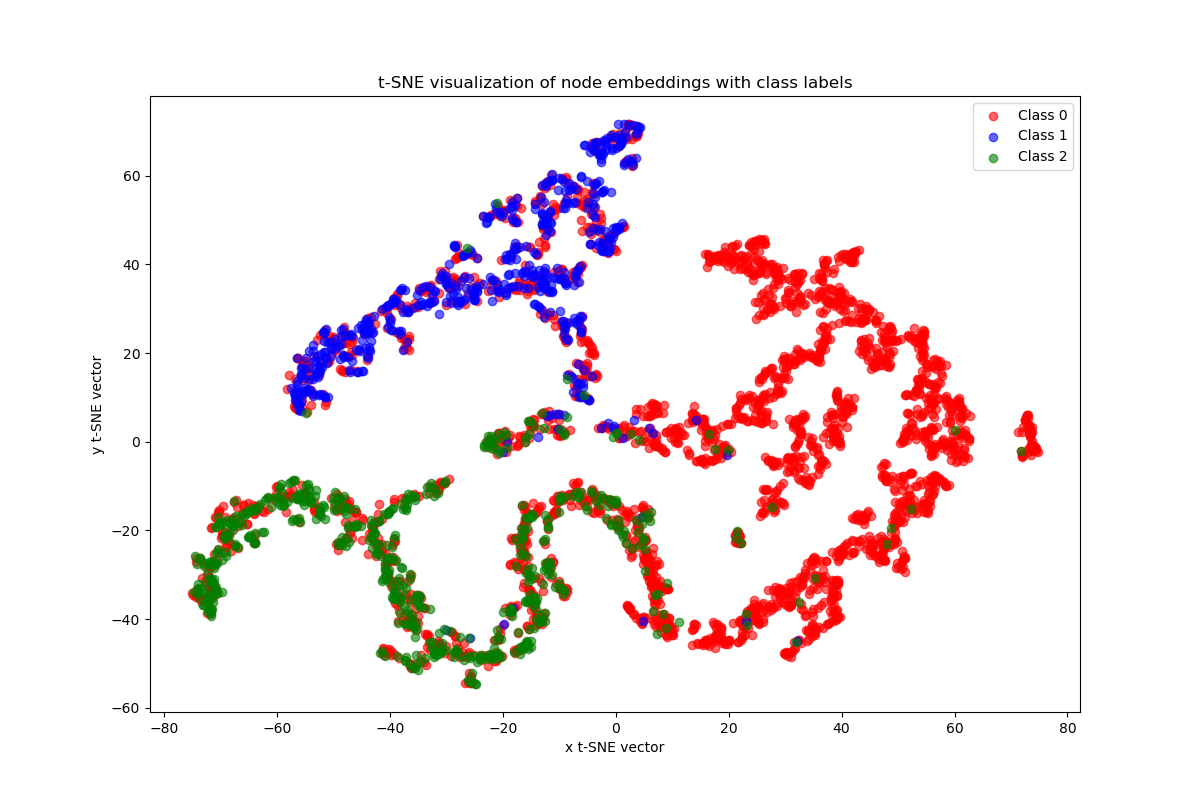 t-SNE visualization of node embeddings with class labels
Class 0
Class 1
Class 2
60
40
20
0
−20
−40
−60
y t-SNE vector
−80
−60
−40
−20
0
20
40
60
80
x t-SNE vector